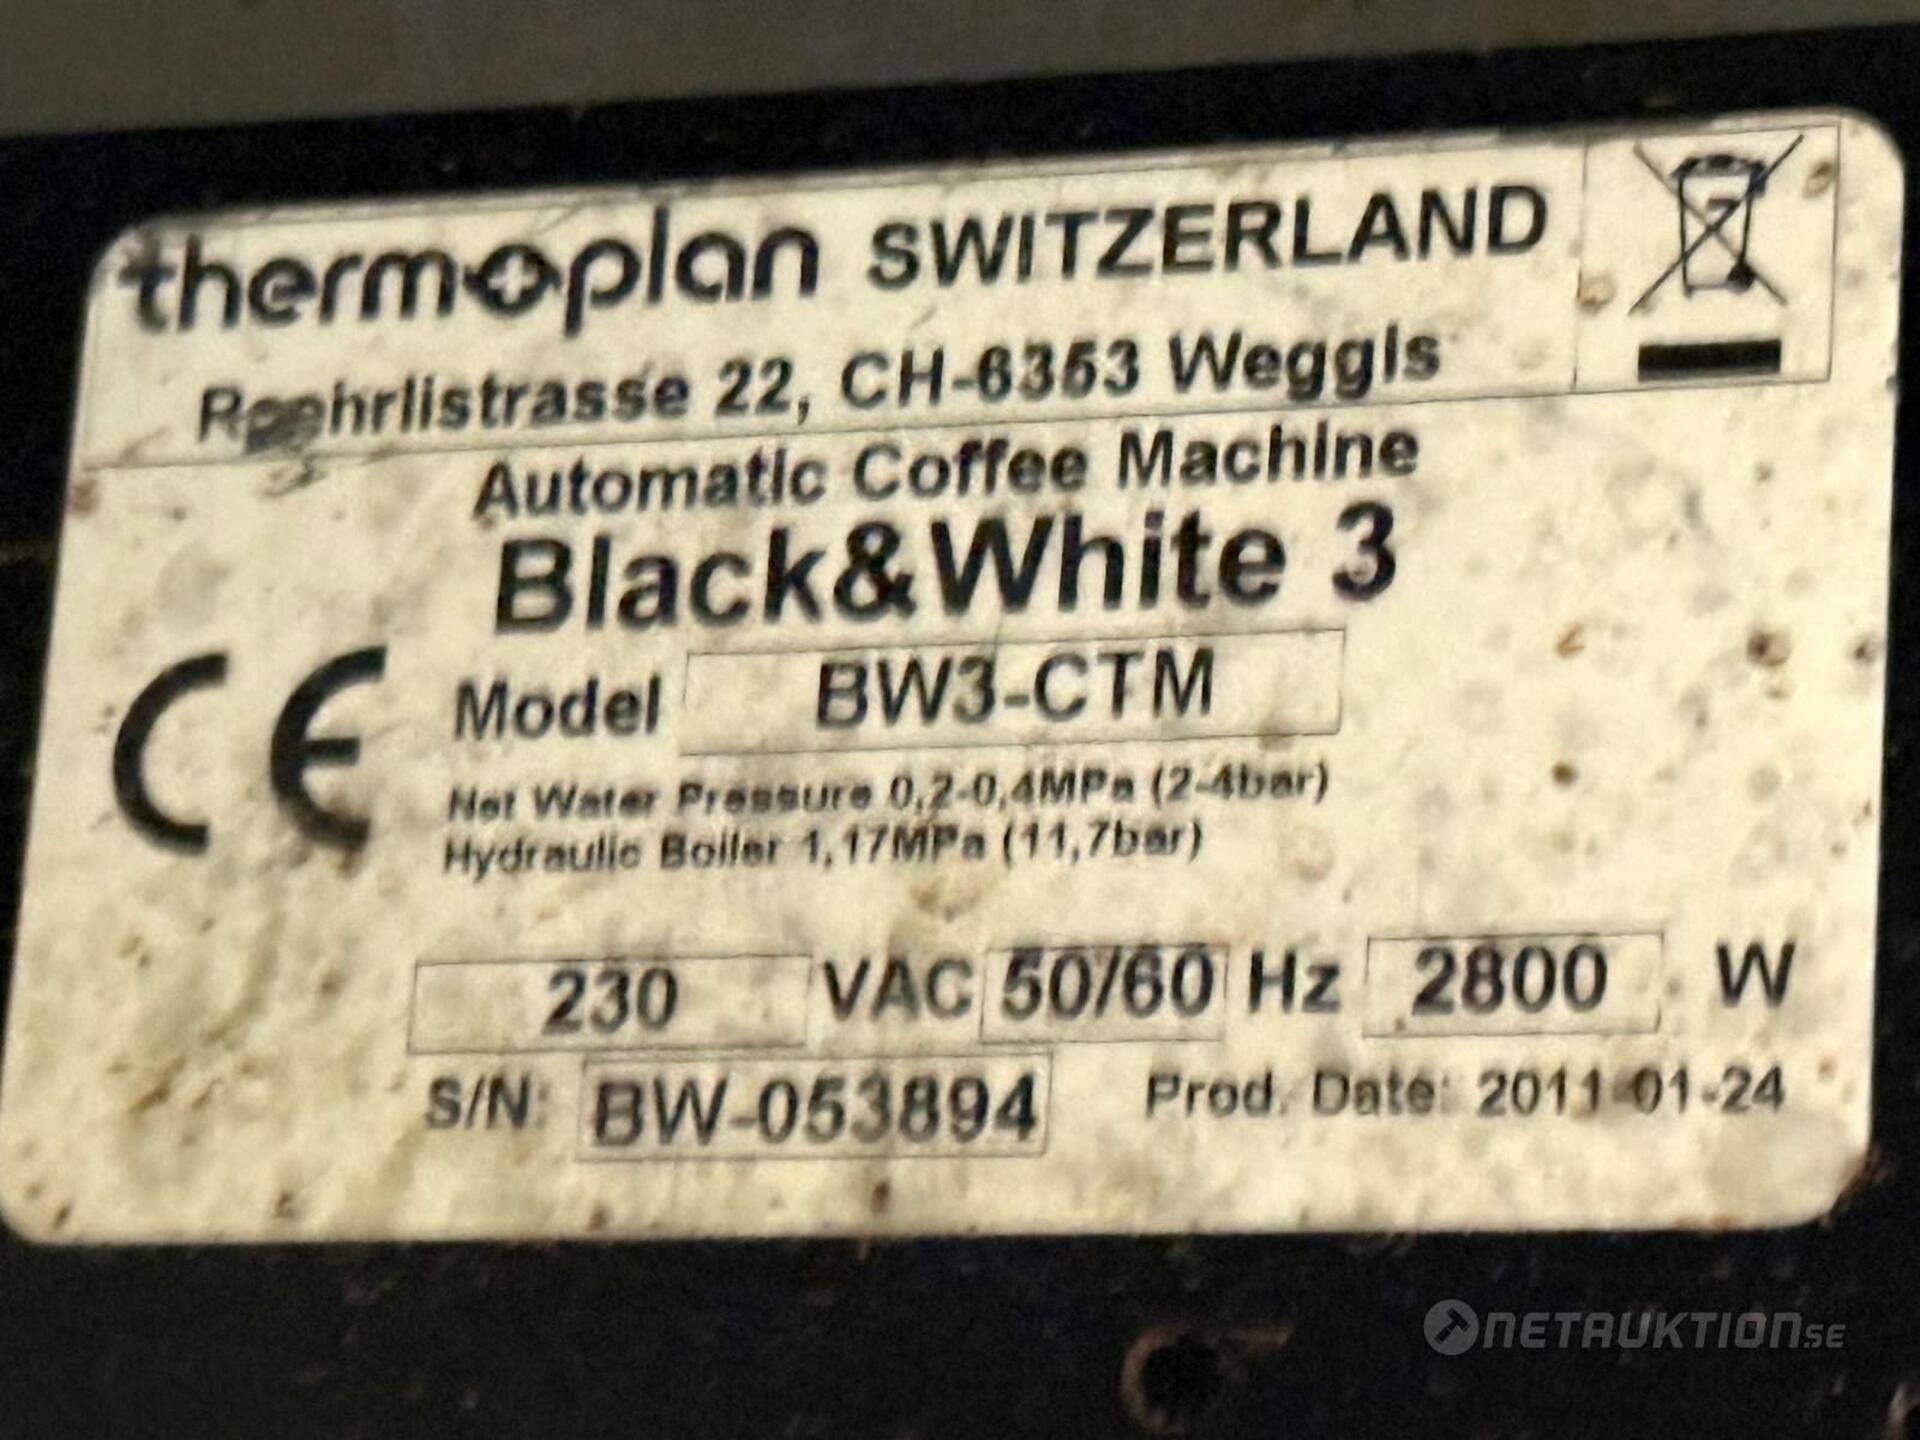 thermoplan SWITZERLAND
Roehrlistrasse 22, CH-6353 Weggis
Automatic Coffee Machine
Black&White 3
CE
Model BW3-CTM
Net Water Pressure 0,2-0,4MPa (2-4bar)
Hydraulic Boiler 1,17MPa (11,7bar)
230 VAC 50/60 Hz 2800 W
S/N: BW-053894 Prod. Date: 2011-01-24
NETAUKTION.SE